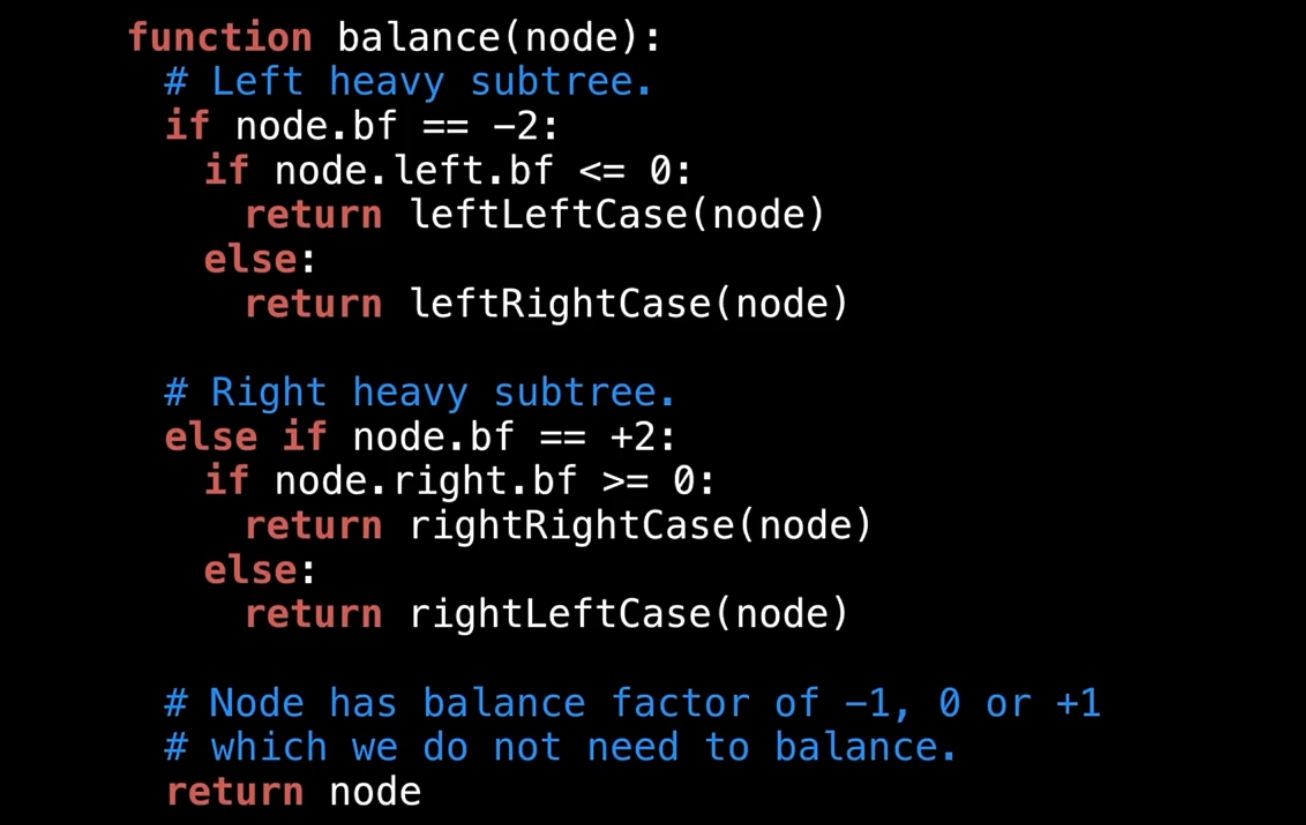 function balance(node):
  # Left heavy subtree.
  if node.bf == -2:
    if node.left.bf <= 0:
      return leftLeftCase(node)
    else:
      return leftRightCase(node)

  # Right heavy subtree.
  else if node.bf == +2:
    if node.right.bf >= 0:
      return rightRightCase(node)
    else:
      return rightLeftCase(node)

  # Node has balance factor of -1, 0 or +1
  # which we do not need to balance.
  return node